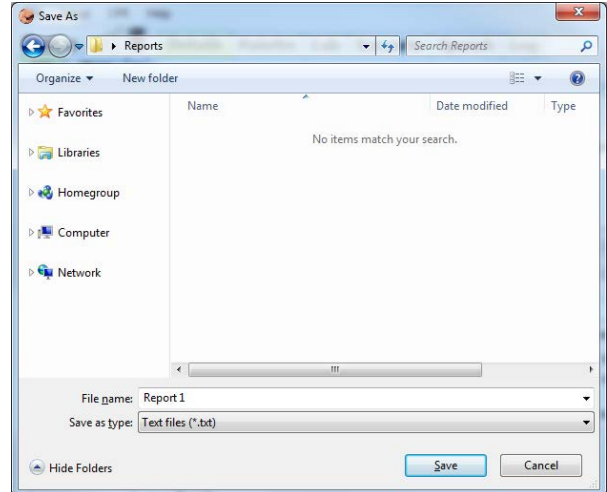 Save As
Reports
Search Reports
Organize
New folder
Name
Date modified
Type
Favorites
No items match your search.
Libraries
Homegroup
Computer
Network
File name: Report 1
Save as type: Text files (*.txt)
Hide Folders
Save
Cancel